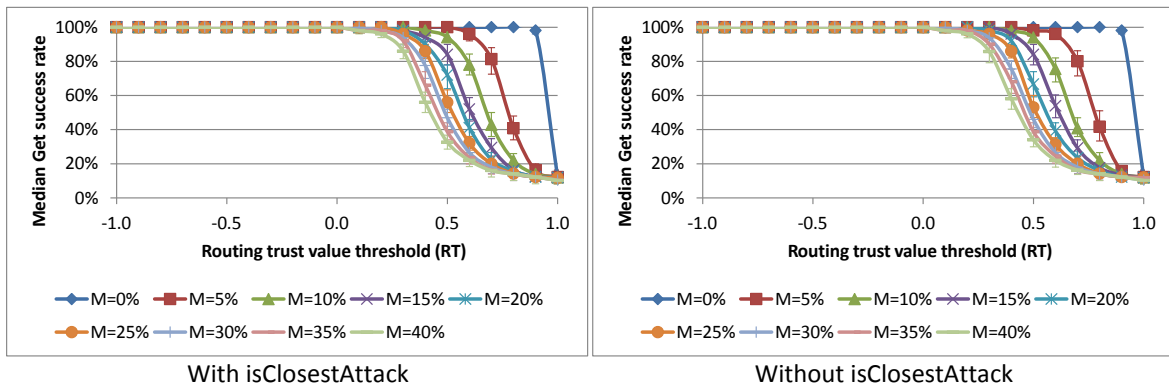 Median Get success rate
100%
80%
60%
40%
20%
0%
-1.0
-0.5
0.0
0.5
1.0
Routing trust value threshold (RT)
M=0%
M=5%
M=10%
M=15%
M=20%
M=25%
M=30%
M=35%
M=40%
With isClosestAttack
Median Get success rate
100%
80%
60%
40%
20%
0%
-1.0
-0.5
0.0
0.5
1.0
Routing trust value threshold (RT)
M=0%
M=5%
M=10%
M=15%
M=20%
M=25%
M=30%
M=35%
M=40%
Without isClosestAttack